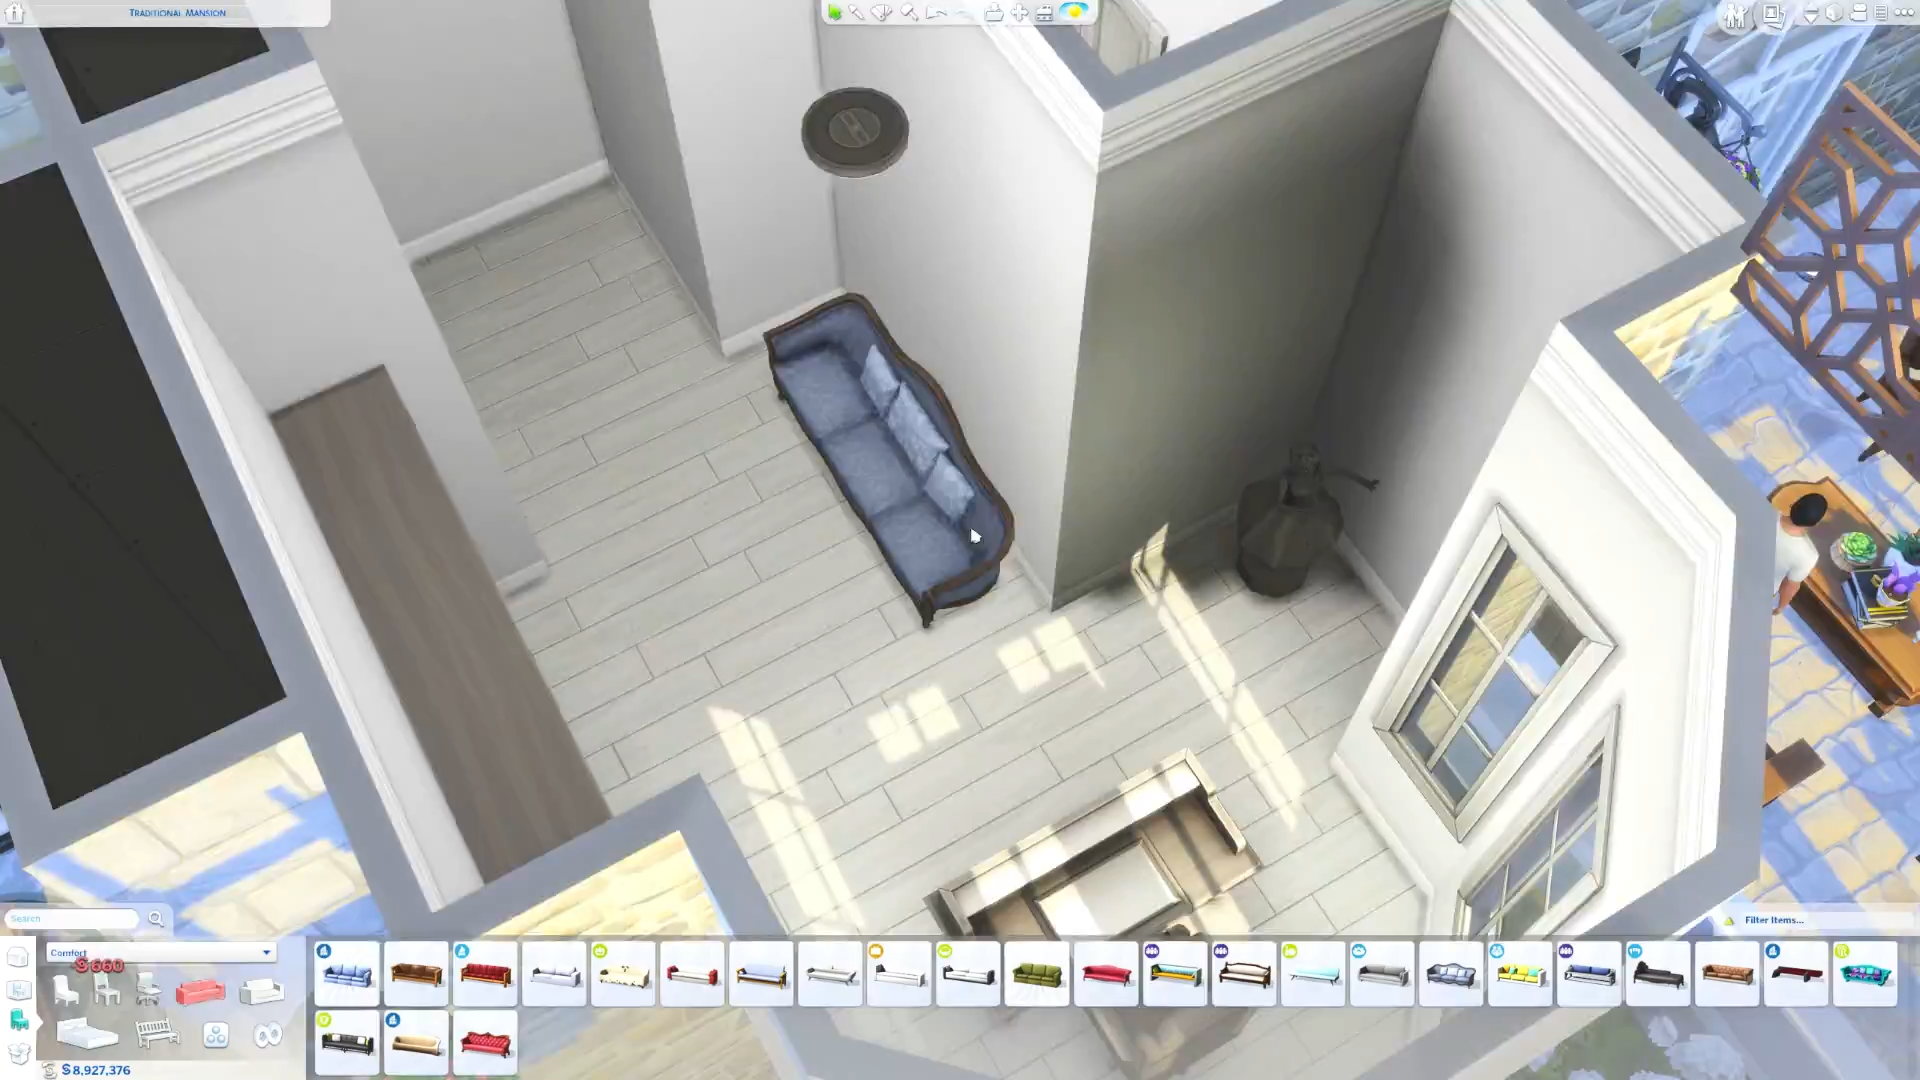 TRADITIONAL MANSION
Search
Filter Items...
Comfort
-$660
$8,927,376